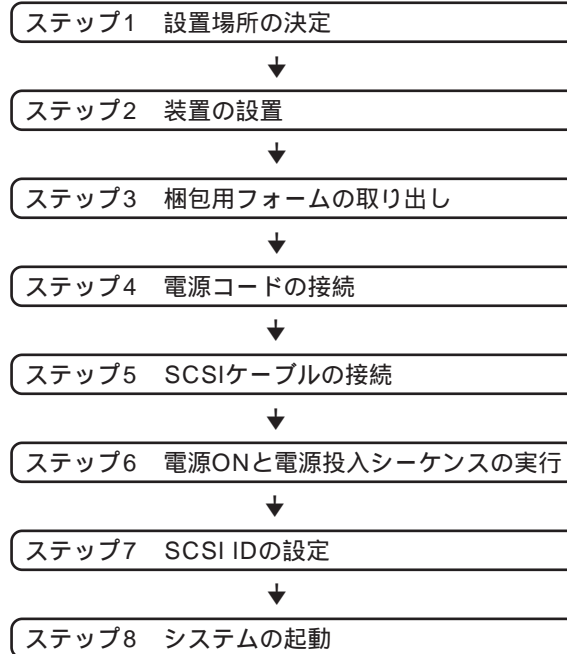 ステップ1 設置場所の決定
ステップ2 装置の設置
ステップ3 梱包用フォームの取り出し
ステップ4 電源コードの接続
ステップ5 SCSIケーブルの接続
ステップ6 電源ONと電源投入シーケンスの実行
ステップ7 SCSI IDの設定
ステップ8 システムの起動